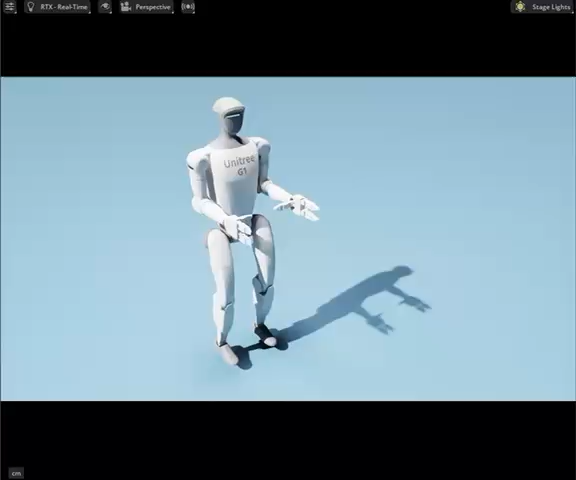 RTX - Real-Time
Perspective
Stage Lights
Unitree
G1
cm